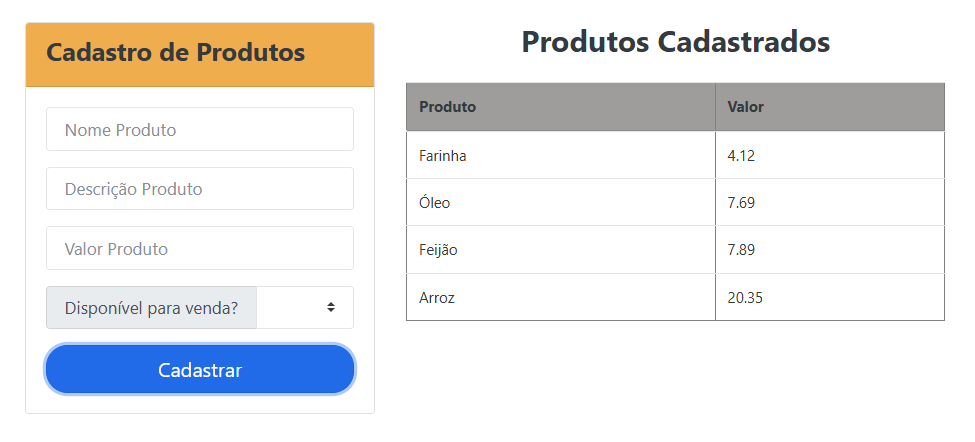 Cadastro de Produtos
Nome Produto
Descrição Produto
Valor Produto
Disponível para venda?
Cadastrar
Produtos Cadastrados
Produto Valor
Farinha 4.12
Óleo 7.69
Feijão 7.89
Arroz 20.35